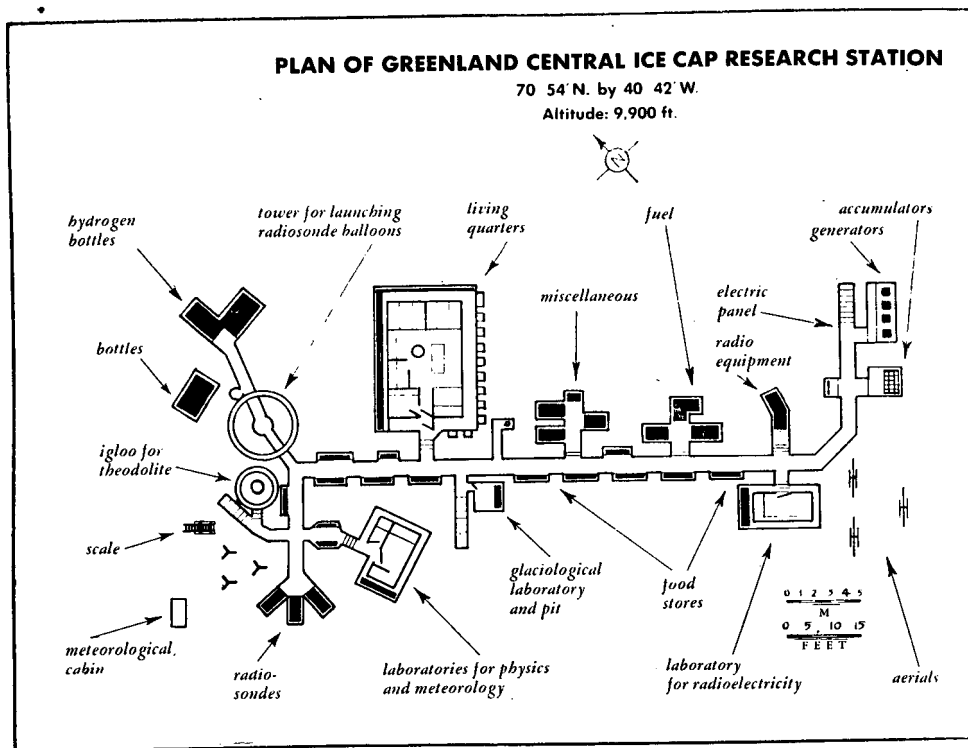 PLAN OF GREENLAND CENTRAL ICE CAP RESEARCH STATION
70 54' N. by 40 42' W.
Altitude: 9,900 ft.
N
hydrogen
bottles
tower for launching
radiosonde balloons
living
quarters
fuel
accumulators
generators
miscellaneous
electric
panel
radio
equipment
bottles
igloo for
theodolite
scale
meteorological
cabin
radio-
sondes
laboratories for physics
and meteorology
glaciological
laboratory
and pit
food
stores
laboratory
for radioelectricity
aerials
0 1 2 3 4 5
M
0 5 10 15
FEET